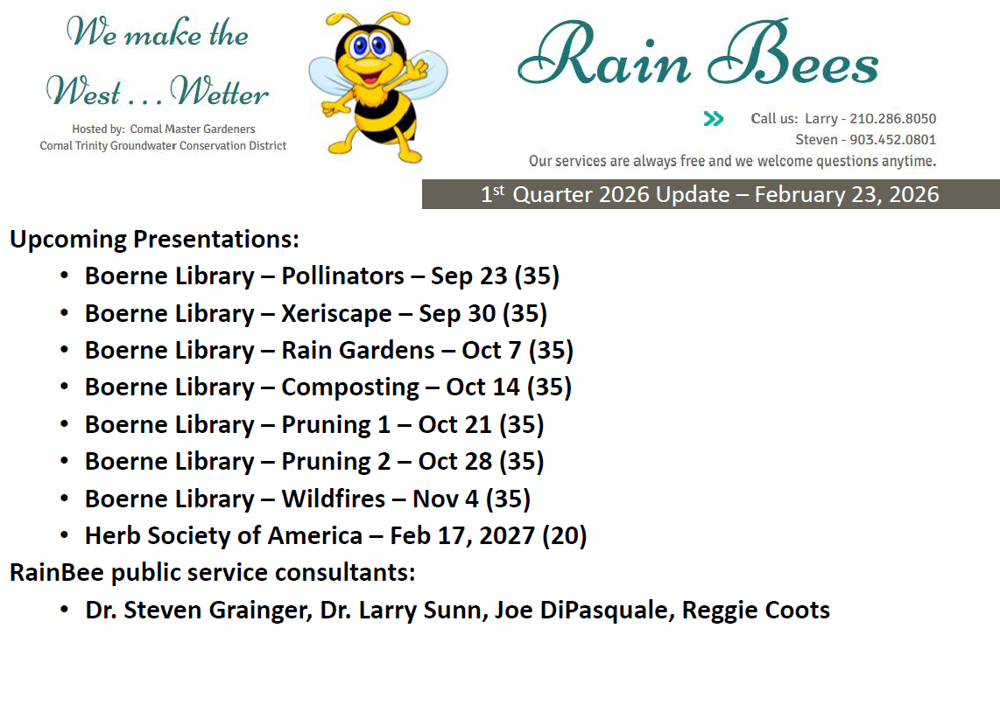 We make the
West . . . Wetter
Hosted by: Comal Master Gardeners
Comal Trinity Groundwater Conservation District
Rain Bees
Call us: Larry - 210.286.8050
Steven - 903.452.0801
Our services are always free and we welcome questions anytime.
1st Quarter 2026 Update – February 23, 2026
Upcoming Presentations:
• Boerne Library – Pollinators – Sep 23 (35)
• Boerne Library – Xeriscape – Sep 30 (35)
• Boerne Library – Rain Gardens – Oct 7 (35)
• Boerne Library – Composting – Oct 14 (35)
• Boerne Library – Pruning 1 – Oct 21 (35)
• Boerne Library – Pruning 2 – Oct 28 (35)
• Boerne Library – Wildfires – Nov 4 (35)
• Herb Society of America – Feb 17, 2027 (20)
RainBee public service consultants:
• Dr. Steven Grainger, Dr. Larry Sunn, Joe DiPasquale, Reggie Coots